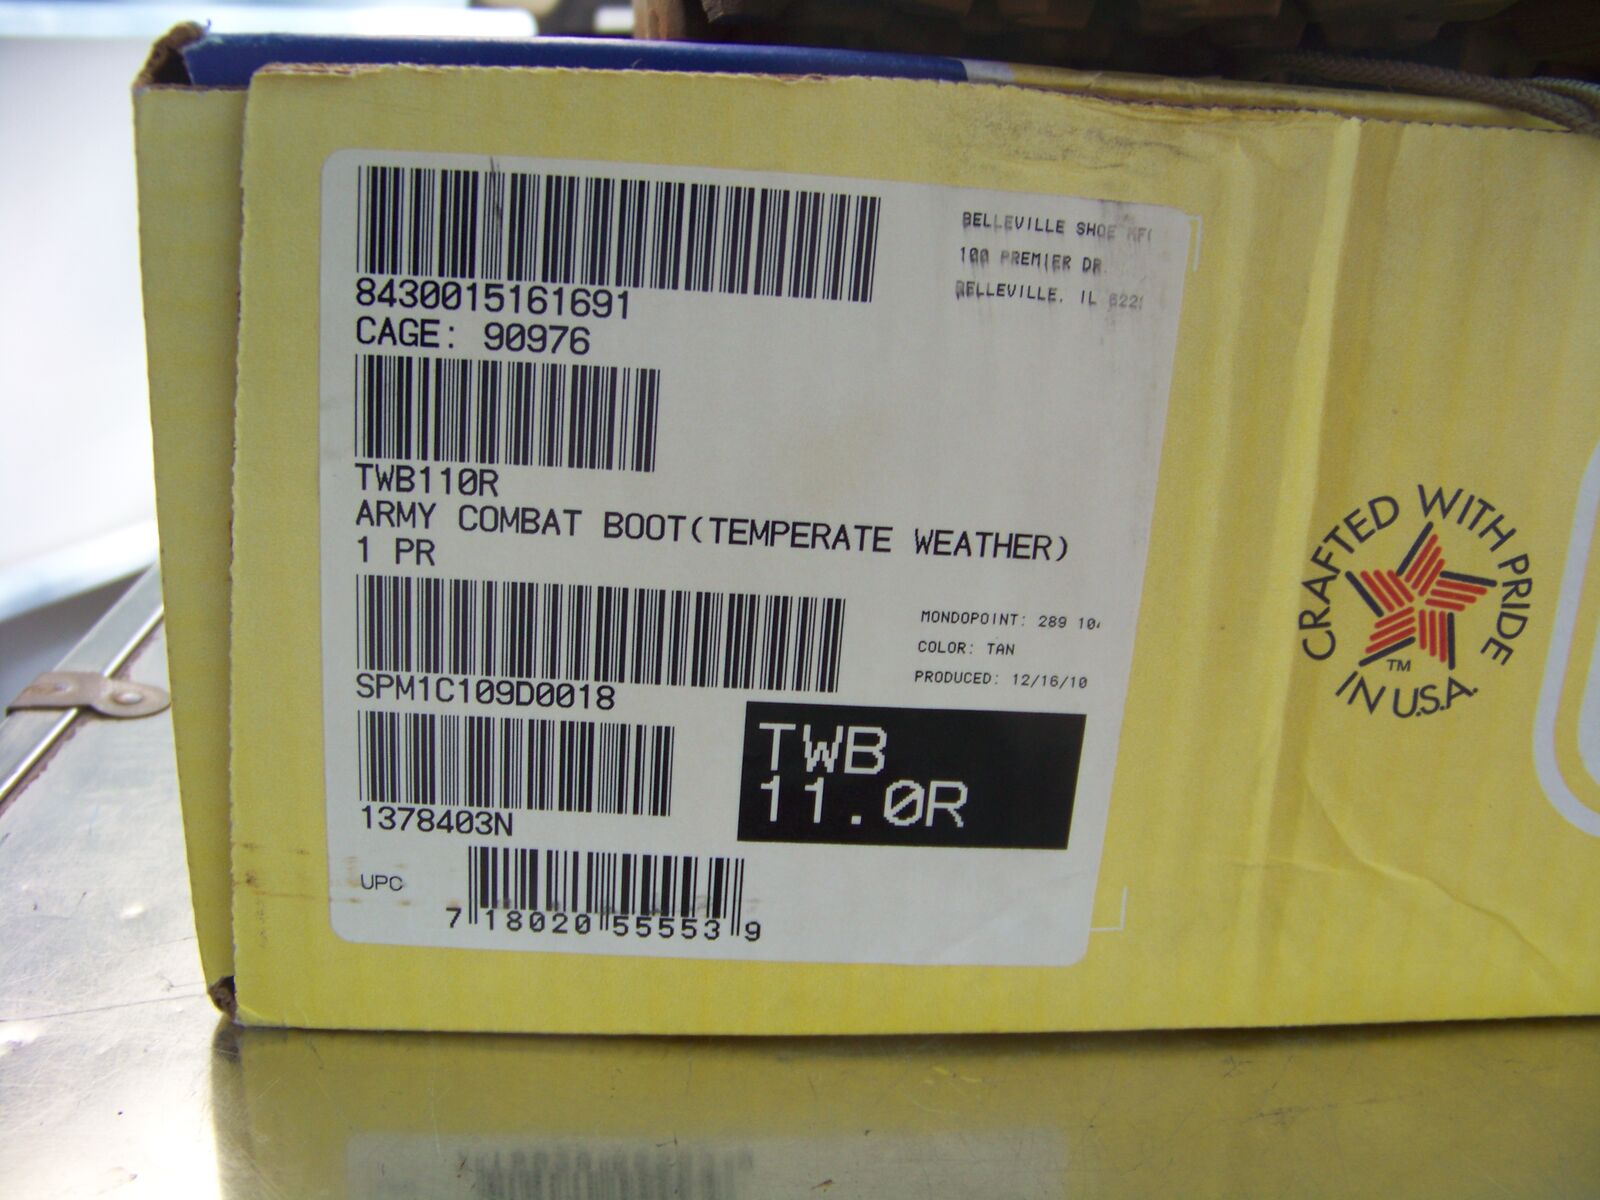 8430015161691
CAGE: 90976
BELLEVILLE SHOE
100 PREMIER DR.
BELLEVILLE, IL
TWB110R
ARMY COMBAT BOOT(TEMPERATE WEATHER)
1 PR
SPM1C109D0018
MONDOPOINT: 289
COLOR: TAN
PRODUCED: 12/16/10
1378403N
TWB
11.0R
UPC
7 18020 55553 9
CRAFTED WITH PRIDE
IN U.S.A.
TM